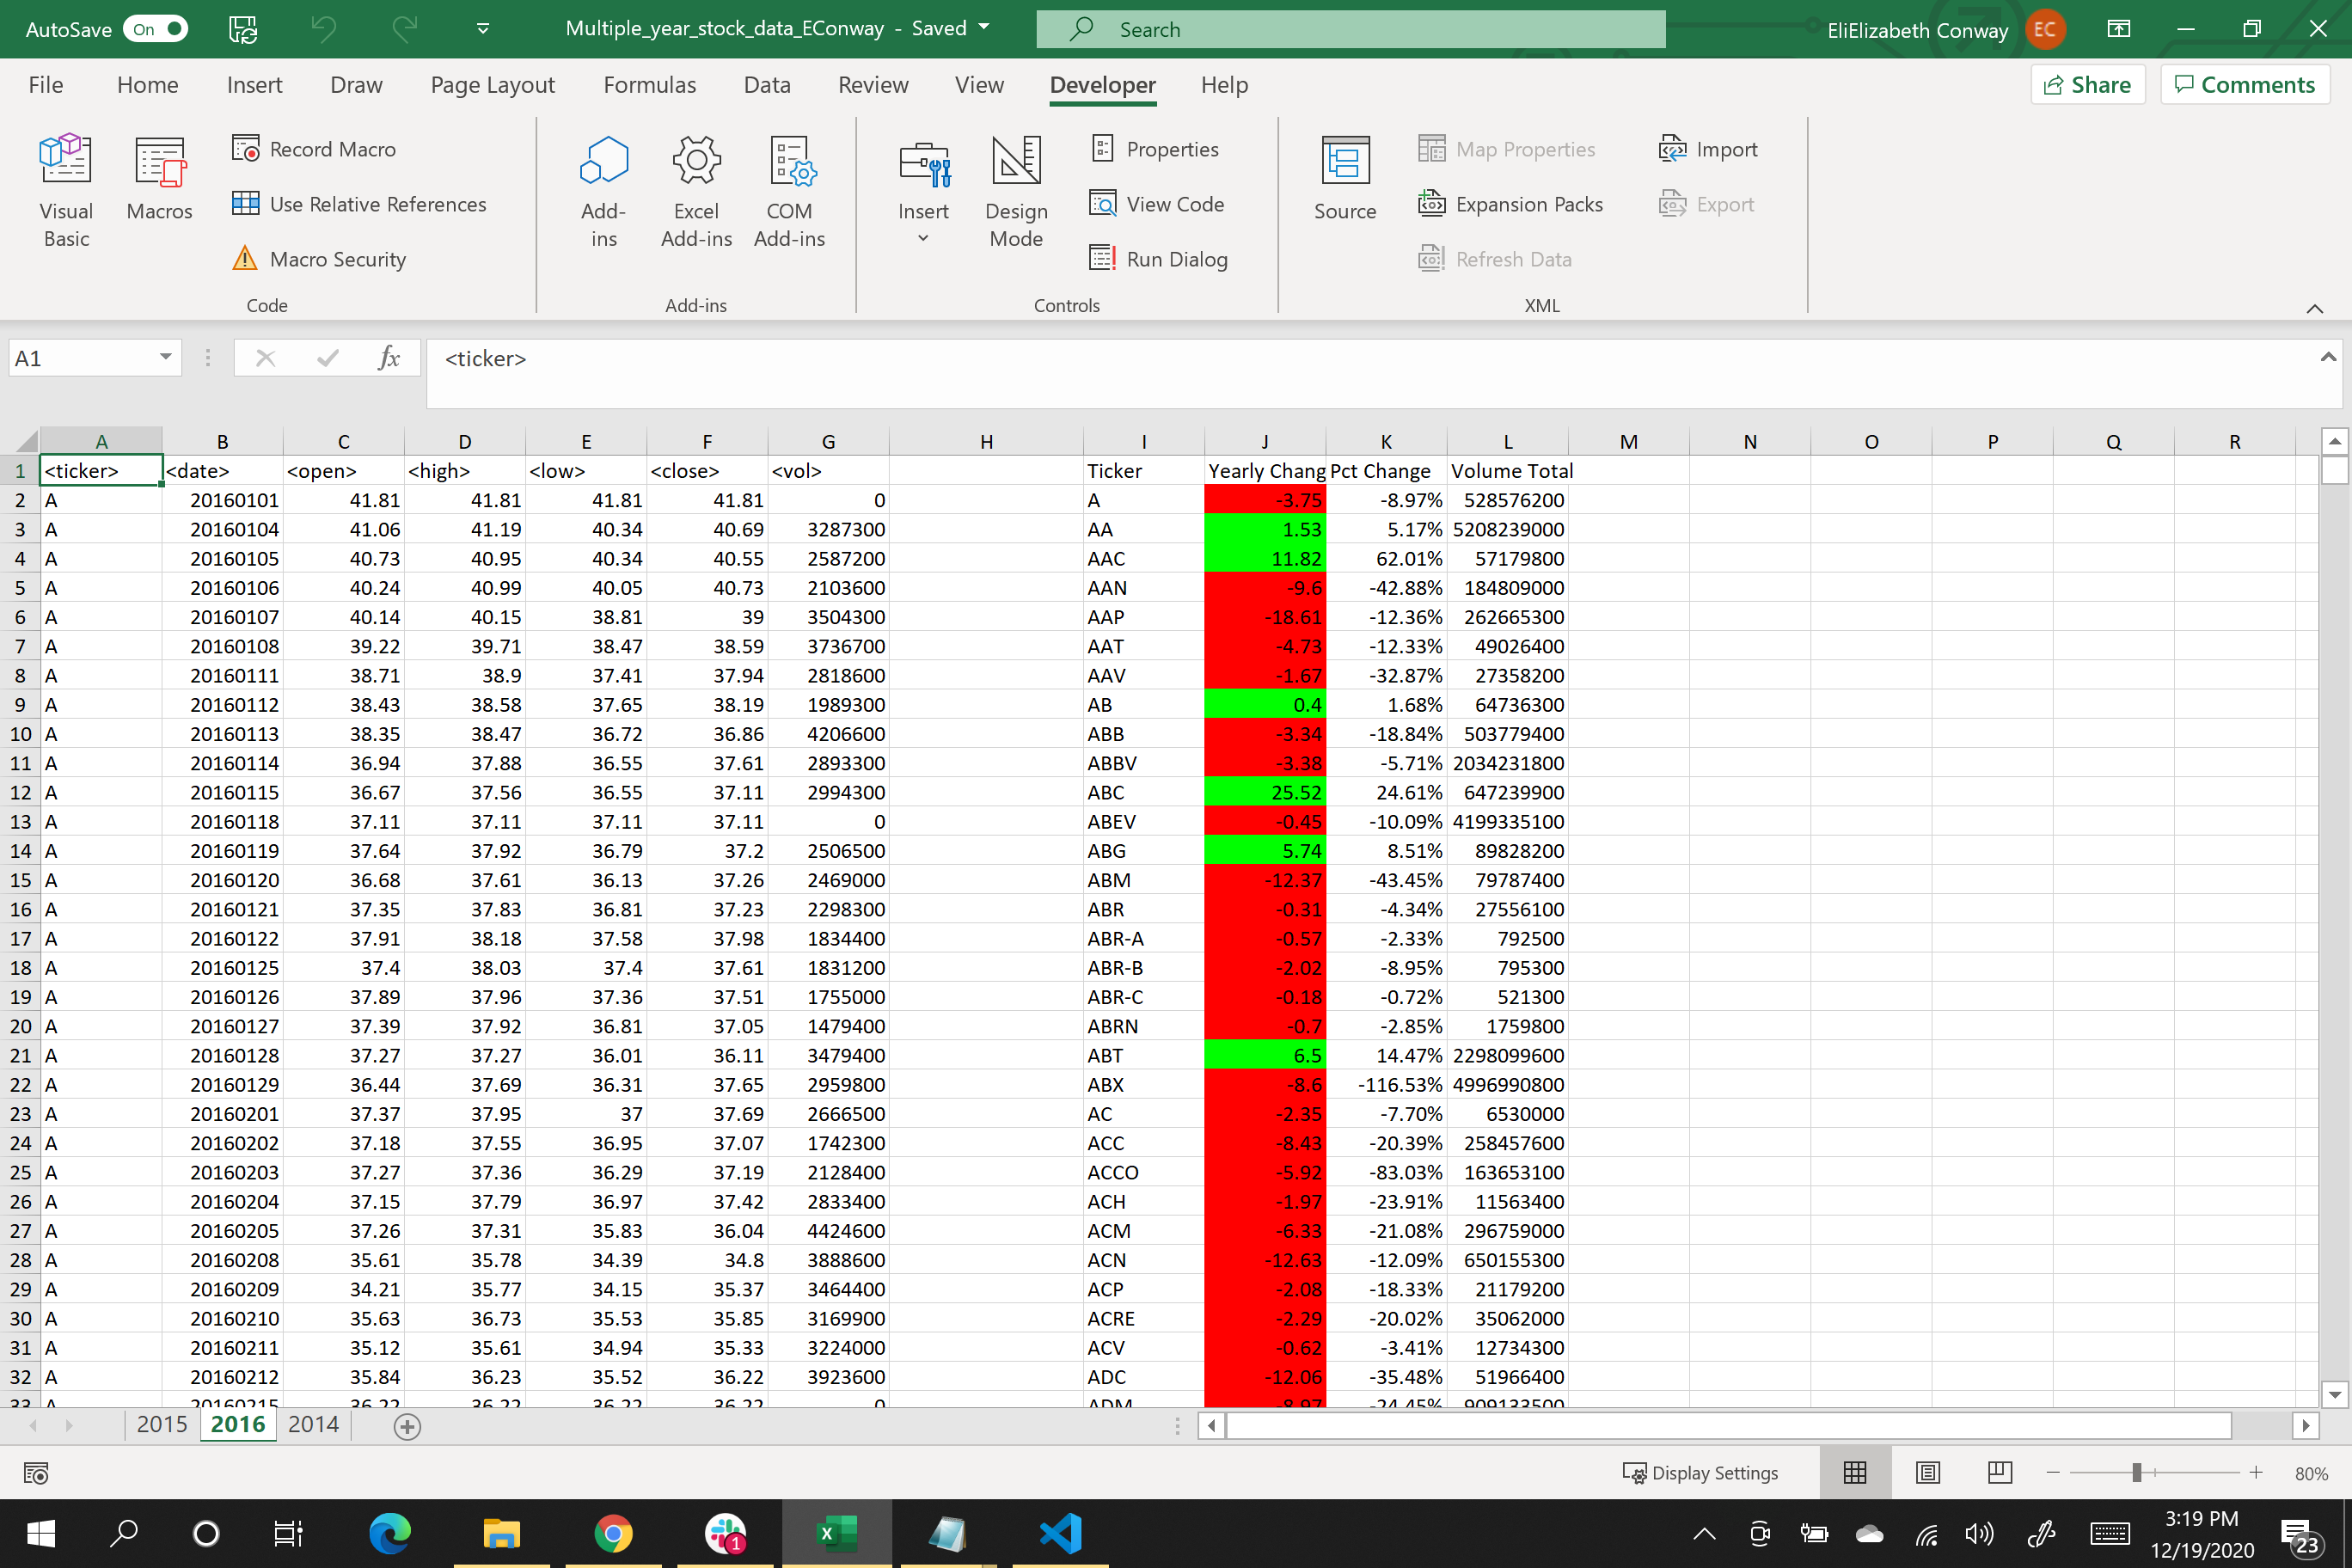 AutoSave On Multiple_year_stock_data_EConway - Saved Search EliElizabeth Conway EC
File Home Insert Draw Page Layout Formulas Data Review View Developer Help Share Comments
Visual Basic
Macros
Record Macro
Use Relative References
Macro Security
Code
Add-ins
Excel Add-ins
COM Add-ins
Add-ins
Insert
Design Mode
Properties
View Code
Run Dialog
Controls
Source
Map Properties
Expansion Packs
Refresh Data
Import
Export
XML
A1 fx <ticker>
A B C D E F G H I J K L M N O P Q R
1 <ticker> <date> <open> <high> <low> <close> <vol> Ticker Yearly Chang Pct Change Volume Total
2 A 20160101 41.81 41.81 41.81 41.81 0 A -3.75 -8.97% 528576200
3 A 20160104 41.06 41.19 40.34 40.69 3287300 AA 1.53 5.17% 5208239000
4 A 20160105 40.73 40.95 40.34 40.55 2587200 AAC 11.82 62.01% 57179800
5 A 20160106 40.24 40.99 40.05 40.73 2103600 AAN -9.6 -42.88% 184809000
6 A 20160107 40.14 40.15 38.81 39 3504300 AAP -18.61 -12.36% 262665300
7 A 20160108 39.22 39.71 38.47 38.59 3736700 AAT -4.73 -12.33% 49026400
8 A 20160111 38.71 38.9 37.41 37.94 2818600 AAV -1.67 -32.87% 27358200
9 A 20160112 38.43 38.58 37.65 38.19 1989300 AB 0.4 1.68% 64736300
10 A 20160113 38.35 38.47 36.72 36.86 4206600 ABB -3.34 -18.84% 503779400
11 A 20160114 36.94 37.88 36.55 37.61 2893300 ABBV -3.38 -5.71% 2034231800
12 A 20160115 36.67 37.56 36.55 37.11 2994300 ABC 25.52 24.61% 647239900
13 A 20160118 37.11 37.11 37.11 37.11 0 ABEV -0.45 -10.09% 4199335100
14 A 20160119 37.64 37.92 36.79 37.2 2506500 ABG 5.74 8.51% 89828200
15 A 20160120 36.68 37.61 36.13 37.26 2469000 ABM -12.37 -43.45% 79787400
16 A 20160121 37.35 37.83 36.81 37.23 2298300 ABR -0.31 -4.34% 27556100
17 A 20160122 37.91 38.18 37.58 37.98 1834400 ABR-A -0.57 -2.33% 792500
18 A 20160125 37.4 38.03 37.4 37.61 1831200 ABR-B -2.02 -8.95% 795300
19 A 20160126 37.89 37.96 37.36 37.51 1755000 ABR-C -0.18 -0.72% 521300
20 A 20160127 37.39 37.92 36.81 37.05 1479400 ABRN -0.7 -2.85% 1759800
21 A 20160128 37.27 37.27 36.01 36.11 3479400 ABT 6.5 14.47% 2298099600
22 A 20160129 36.44 37.69 36.31 37.65 2959800 ABX -8.6 -116.53% 4996990800
23 A 20160201 37.37 37.95 37 37.69 2666500 AC -2.35 -7.70% 6530000
24 A 20160202 37.18 37.55 36.95 37.07 1742300 ACC -8.43 -20.39% 258457600
25 A 20160203 37.27 37.36 36.29 37.19 2128400 ACCO -5.92 -83.03% 163653100
26 A 20160204 37.15 37.79 36.97 37.42 2833400 ACH -1.97 -23.91% 11563400
27 A 20160205 37.26 37.31 35.83 36.04 4424600 ACM -6.33 -21.08% 296759000
28 A 20160208 35.61 35.78 34.39 34.8 3888600 ACN -12.63 -12.09% 650155300
29 A 20160209 34.21 35.77 34.15 35.37 3464400 ACP -2.08 -18.33% 21179200
30 A 20160210 35.63 36.73 35.53 35.85 3169900 ACRE -2.29 -20.02% 35062000
31 A 20160211 35.12 35.61 34.94 35.33 3224000 ACV -0.62 -3.41% 12734300
32 A 20160212 35.84 36.23 35.52 36.22 3923600 ADC -12.06 -35.48% 51966400
33 A 20160215 36.22 36.22 36.22 36.22 0 ADM -8.97 -24.45% 909133500
2015 2016 2014
Display Settings 80%
1
3:19 PM
12/19/2020
23